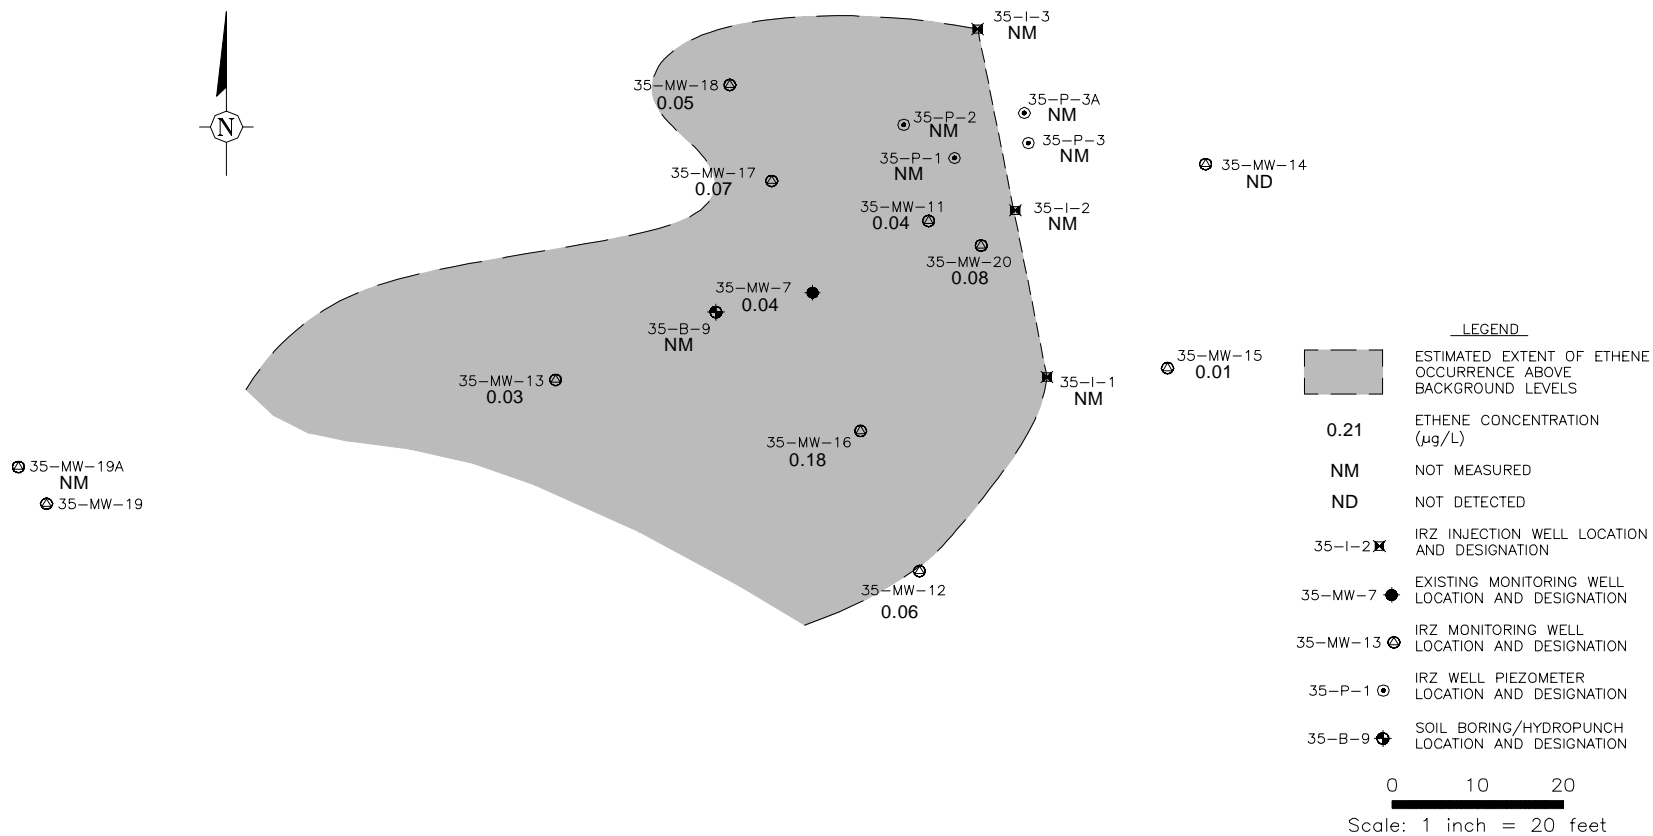 35-I-3
NM
35-MW-18
0.05
35-P-3A
NM
35-P-2
NM
N
35-P-3
NM
35-P-1
NM
35-MW-14
ND
35-MW-17
0.07
35-MW-11
0.04
35-I-2
NM
35-MW-20
0.08
35-MW-7
0.04
35-B-9
NM
35-MW-15
0.01
35-MW-13
0.03
35-I-1
NM
35-MW-16
0.18
35-MW-19A
NM
35-MW-19
35-MW-12
0.06
LEGEND
ESTIMATED EXTENT OF ETHENE
OCCURRENCE ABOVE
BACKGROUND LEVELS
0.21
ETHENE CONCENTRATION
(µg/L)
NM
NOT MEASURED
ND
NOT DETECTED
35-I-2
IRZ INJECTION WELL LOCATION
AND DESIGNATION
35-MW-7
EXISTING MONITORING WELL
LOCATION AND DESIGNATION
35-MW-13
IRZ MONITORING WELL
LOCATION AND DESIGNATION
35-P-1
IRZ WELL PIEZOMETER
LOCATION AND DESIGNATION
35-B-9
SOIL BORING/HYDROPUNCH
LOCATION AND DESIGNATION
0 10 20
Scale: 1 inch = 20 feet